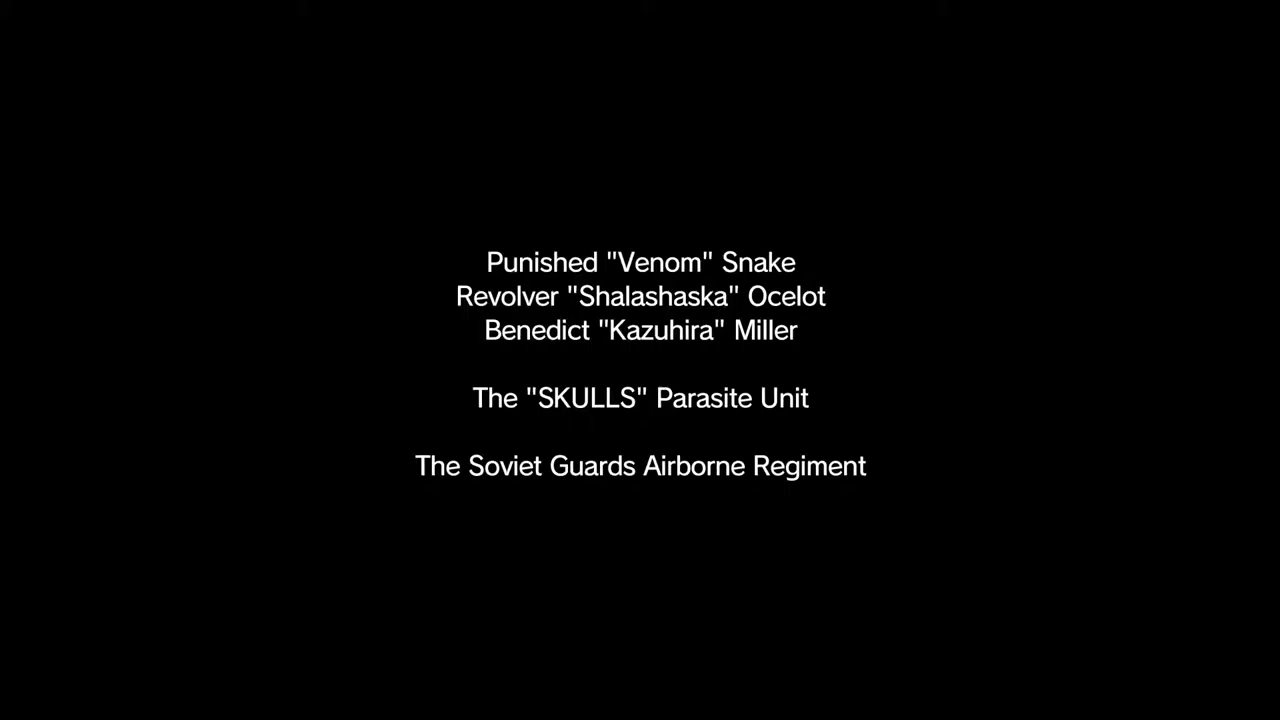 Punished "Venom" Snake
Revolver "Shalashaska" Ocelot
Benedict "Kazuhira" Miller
The "SKULLS" Parasite Unit
The Soviet Guards Airborne Regiment